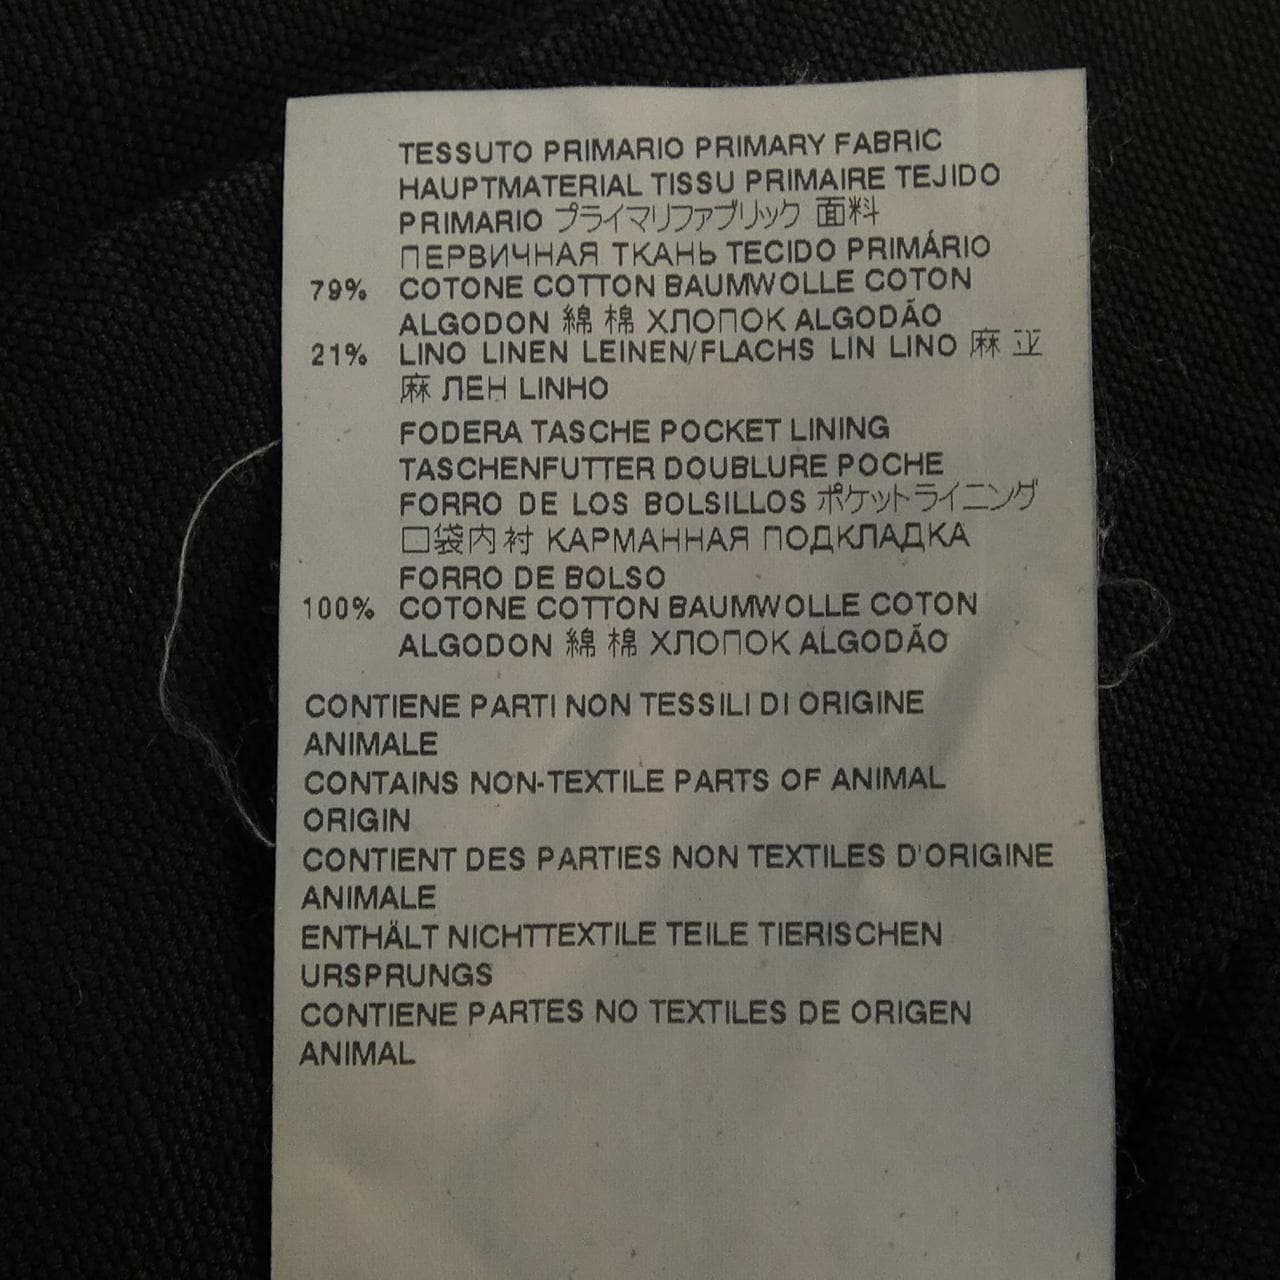 TESSUTO PRIMARIO PRIMARY FABRIC
HAUPTMATERIAL TISSU PRIMAIRE TEJIDO
PRIMARIO プライマリファブリック 面料
ПЕРВИЧНАЯ ТКАНЬ TECIDO PRIMÁRIO
79% COTONE COTTON BAUMWOLLE COTON
ALGODON 綿 棉 ХЛОПОК ALGODÃO
21% LINO LINEN LEINEN/FLACHS LIN LINO 麻 亚
麻 ЛЕН LINHO
FODERA TASCHE POCKET LINING
TASCHENFUTTER DOUBLURE POCHE
FORRO DE LOS BOLSILLOS ポケットライニング
口袋内衬 КАРМАННАЯ ПОДКЛАДКА
FORRO DE BOLSO
100% COTONE COTTON BAUMWOLLE COTON
ALGODON 綿 棉 ХЛОПОК ALGODÃO
CONTIENE PARTI NON TESSILI DI ORIGINE
ANIMALE
CONTAINS NON-TEXTILE PARTS OF ANIMAL
ORIGIN
CONTIENT DES PARTIES NON TEXTILES D'ORIGINE
ANIMALE
ENTHÄLT NICHTTEXTILE TEILE TIERISCHEN
URSPRUNGS
CONTIENE PARTES NO TEXTILES DE ORIGEN
ANIMAL